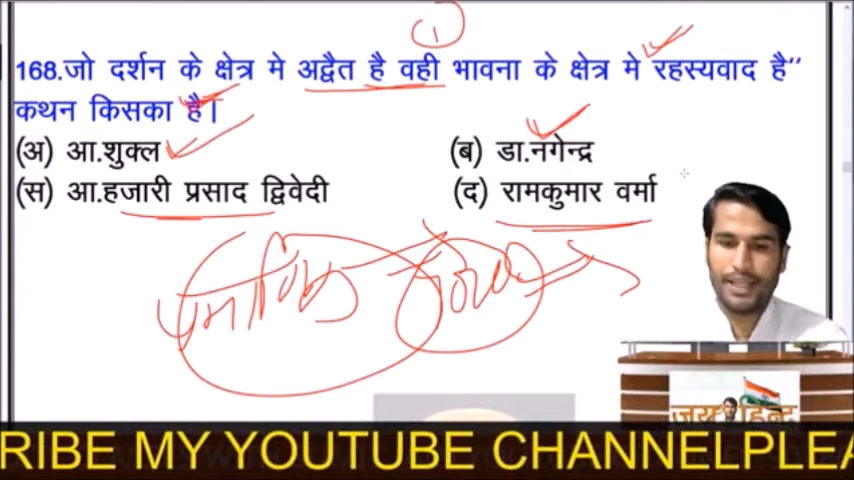 168.जो दर्शन के क्षेत्र मे अद्वैत है वही भावना के क्षेत्र मे रहस्यवाद है”
कथन किसका है।
(अ) आ.शुक्ल (ब) डा.नगेन्द्र
(स) आ.हजारी प्रसाद द्विवेदी (द) रामकुमार वर्मा
जय हिन्द
RIBE MY YOUTUBE CHANNELPLEA